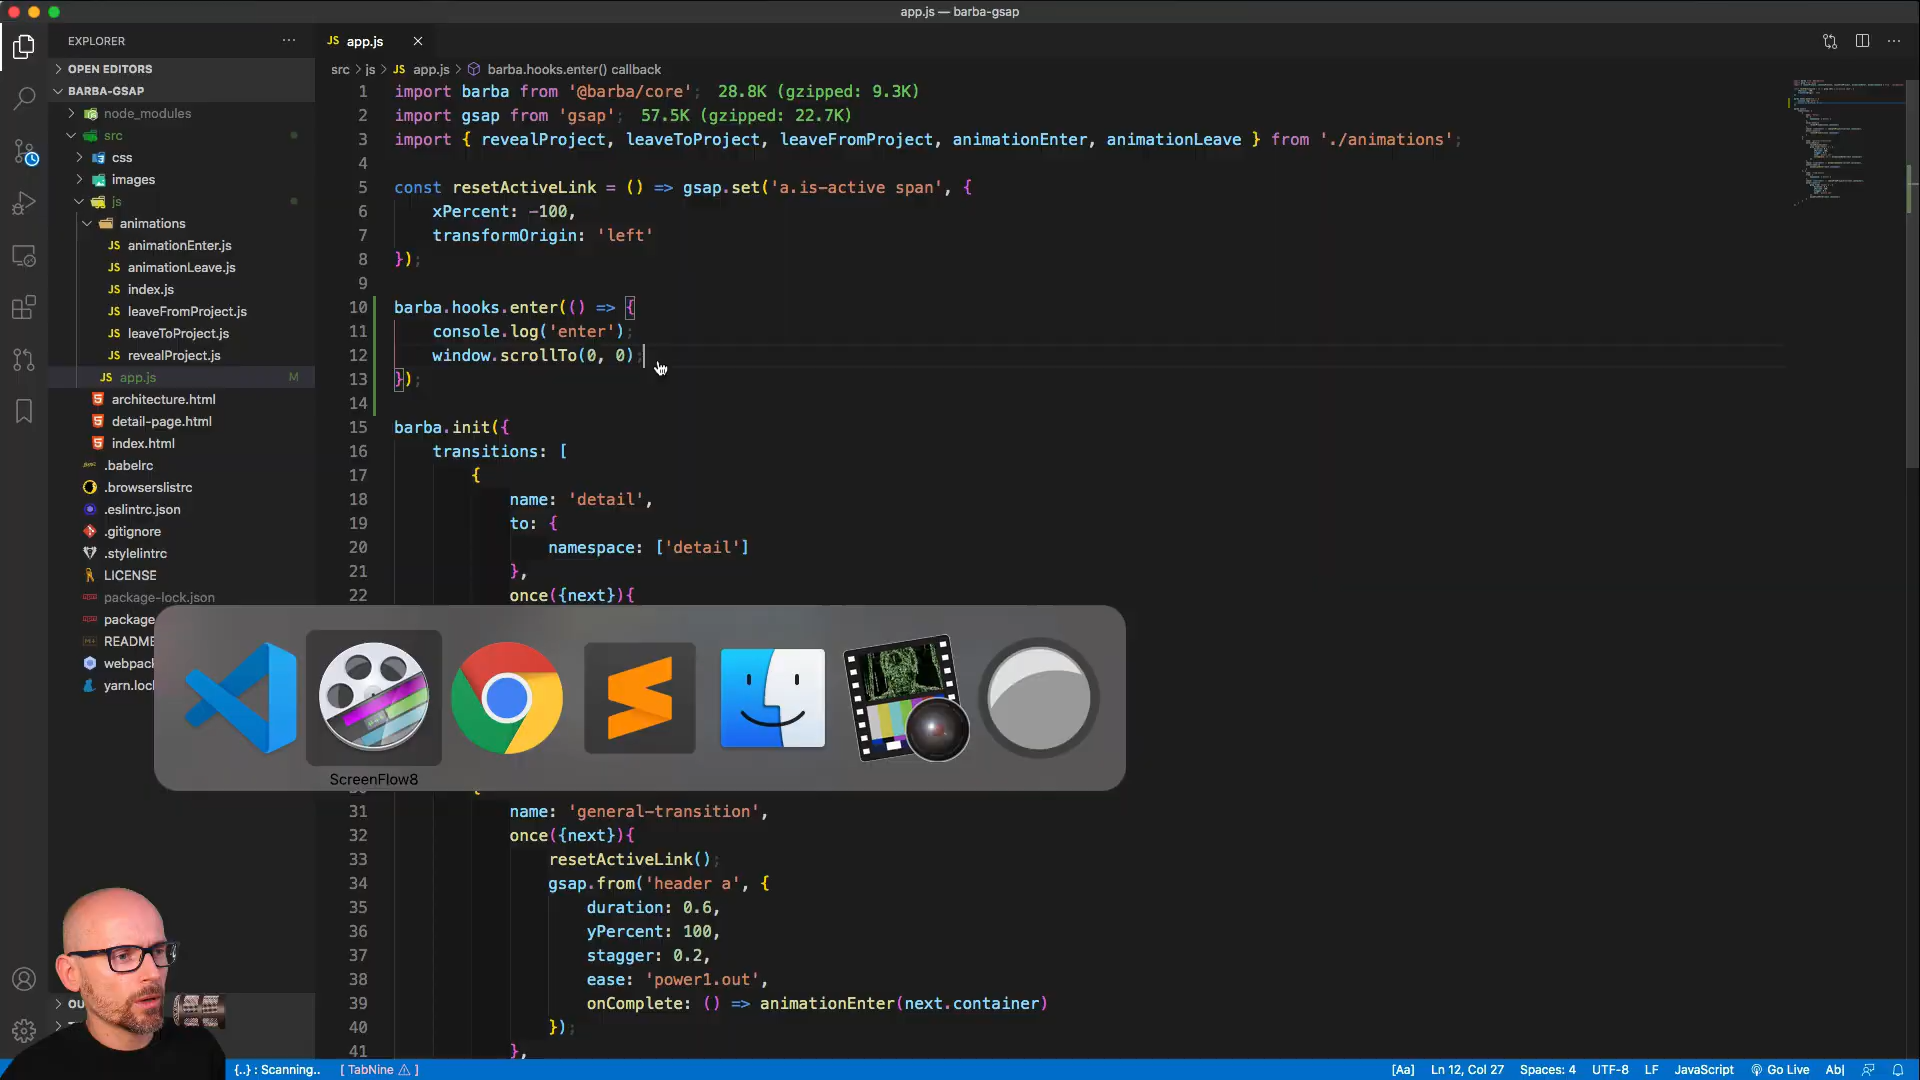 app.js — barba-gsap
EXPLORER
OPEN EDITORS
BARBA-GSAP
node_modules
src
css
images
js
animations
JS animationEnter.js
JS animationLeave.js
JS index.js
JS leaveFromProject.js
JS leaveToProject.js
JS revealProject.js
JS app.js M
architecture.html
detail-page.html
index.html
.babelrc
.browserslistrc
.eslintrc.json
.gitignore
.stylelintrc
LICENSE
package-lock.json
package
README
webpack
yarn.loc
JS app.js
src > js > JS app.js > barba.hooks.enter() callback
1 import barba from '@barba/core'; 28.8K (gzipped: 9.3K)
2 import gsap from 'gsap'; 57.5K (gzipped: 22.7K)
3 import { revealProject, leaveToProject, leaveFromProject, animationEnter, animationLeave } from './animations';
4
5 const resetActiveLink = () => gsap.set('a.is-active span', {
6 xPercent: -100,
7 transformOrigin: 'left'
8 });
9
10 barba.hooks.enter(() => {
11 console.log('enter');
12 window.scrollTo(0, 0);
13 });
14
15 barba.init({
16 transitions: [
17 {
18 name: 'detail',
19 to: {
20 namespace: ['detail']
21 },
22 once({next}){
ScreenFlow8
31 name: 'general-transition',
32 once({next}){
33 resetActiveLink();
34 gsap.from('header a', {
35 duration: 0.6,
36 yPercent: 100,
37 stagger: 0.2,
38 ease: 'power1.out',
39 onComplete: () => animationEnter(next.container)
40 });
41 },
{..} : Scanning..
[ TabNine ⚠ ]
[Aa]
Ln 12, Col 27
Spaces: 4
UTF-8
LF
JavaScript
Go Live
Ab|